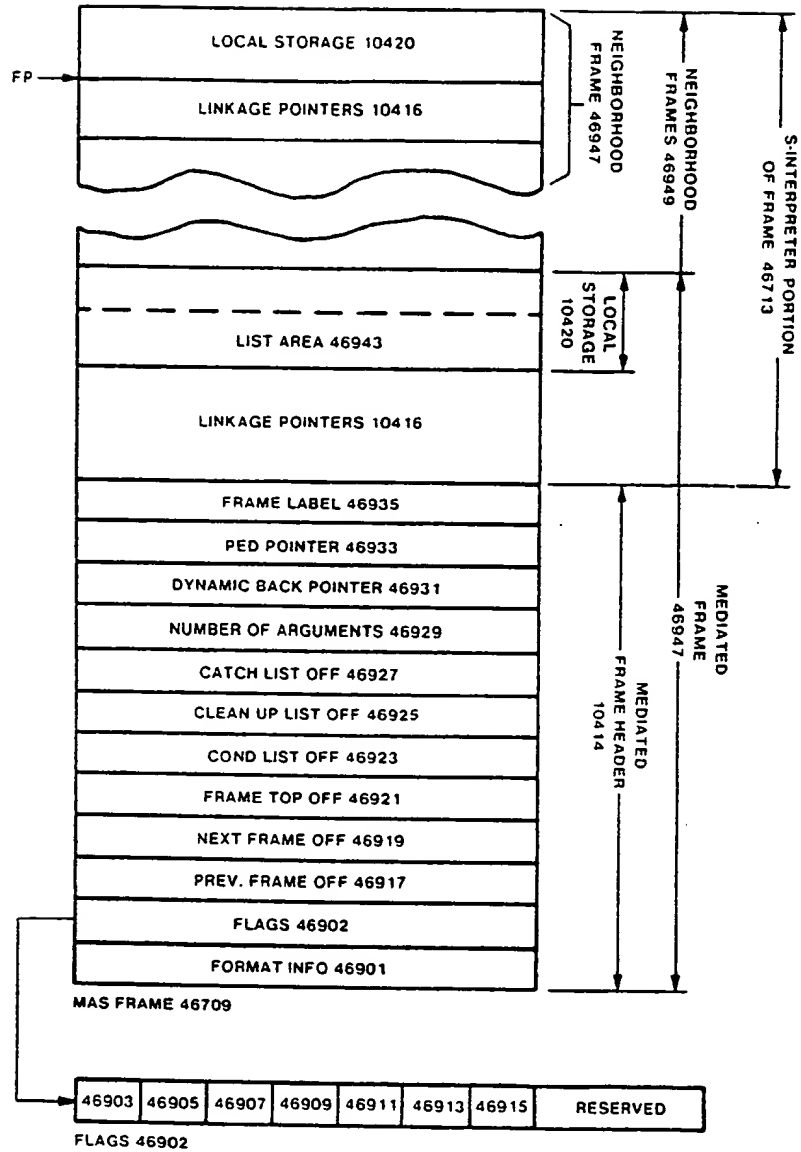 LOCAL STORAGE 10420
FP
LINKAGE POINTERS 10416
NEIGHBORHOOD
FRAME 46947
NEIGHBORHOOD
FRAMES 46949
S-INTERPRETER PORTION
OF FRAME 46713
LIST AREA 46943
LOCAL
STORAGE
10420
LINKAGE POINTERS 10416
FRAME LABEL 46935
PED POINTER 46933
DYNAMIC BACK POINTER 46931
NUMBER OF ARGUMENTS 46929
CATCH LIST OFF 46927
CLEAN UP LIST OFF 46925
COND LIST OFF 46923
FRAME TOP OFF 46921
NEXT FRAME OFF 46919
PREV. FRAME OFF 46917
FLAGS 46902
FORMAT INFO 46901
MEDIATED
FRAME HEADER
10414
MEDIATED
FRAME
46947
MAS FRAME 46709
46903 46905 46907 46909 46911 46913 46915 RESERVED
FLAGS 46902